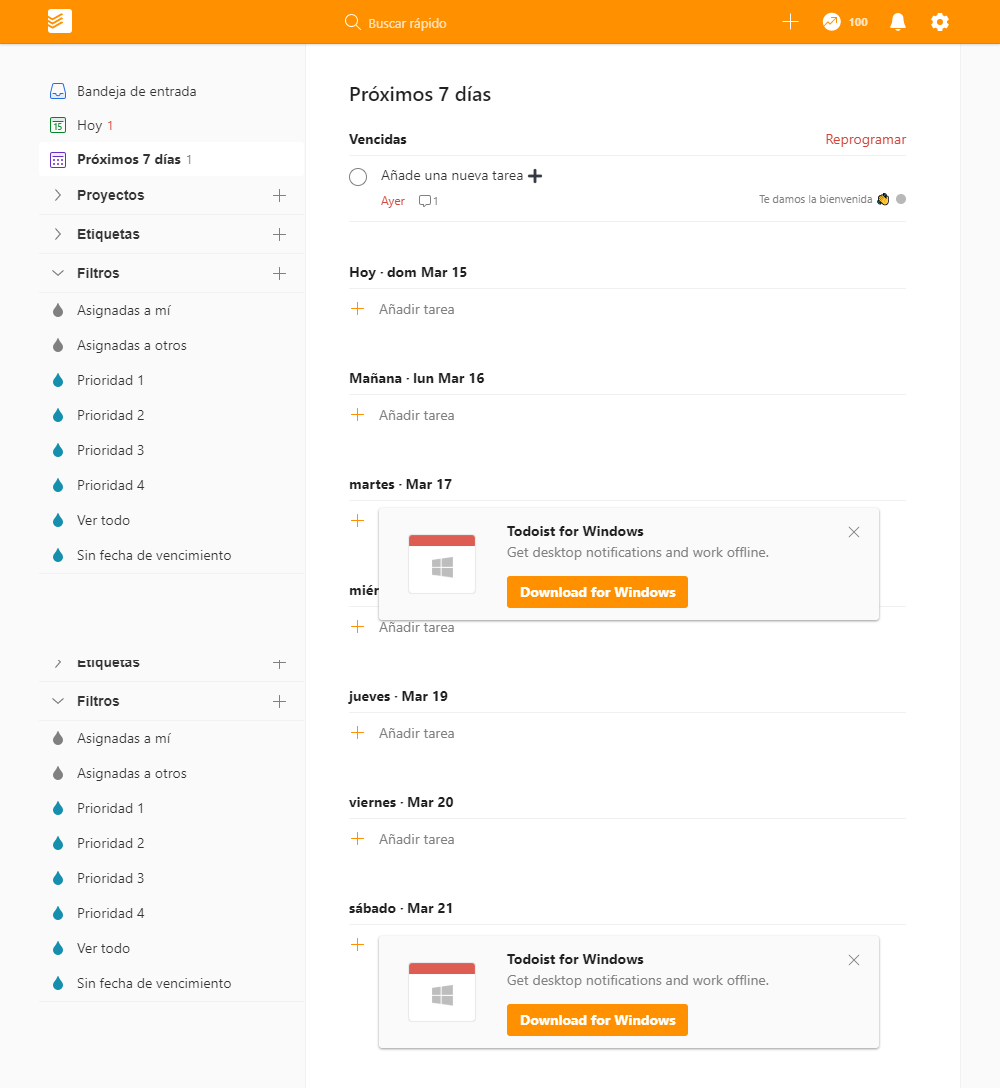 Buscar rápido
100
Bandeja de entrada
15 Hoy 1
Próximos 7 días 1
Proyectos
Etiquetas
Filtros
Asignadas a mí
Asignadas a otros
Prioridad 1
Prioridad 2
Prioridad 3
Prioridad 4
Ver todo
Sin fecha de vencimiento
Etiquetas
Filtros
Asignadas a mí
Asignadas a otros
Prioridad 1
Prioridad 2
Prioridad 3
Prioridad 4
Ver todo
Sin fecha de vencimiento
Próximos 7 días
Vencidas Reprogramar
Añade una nueva tarea ➕
Ayer 1 Te damos la bienvenida 👏
Hoy · dom Mar 15
Añadir tarea
Mañana · lun Mar 16
Añadir tarea
martes · Mar 17
Todoist for Windows
Get desktop notifications and work offline.
Download for Windows
miér
Añadir tarea
jueves · Mar 19
Añadir tarea
viernes · Mar 20
Añadir tarea
sábado · Mar 21
Todoist for Windows
Get desktop notifications and work offline.
Download for Windows